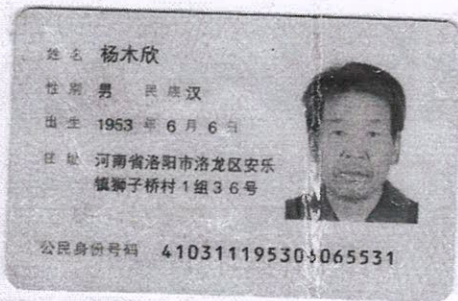 姓名 杨木欣
性别 男 民族 汉
出生 1953 年 6 月 6 日
住址 河南省洛阳市洛龙区安乐
镇狮子桥村1组36号
公民身份号码 410311195306065531